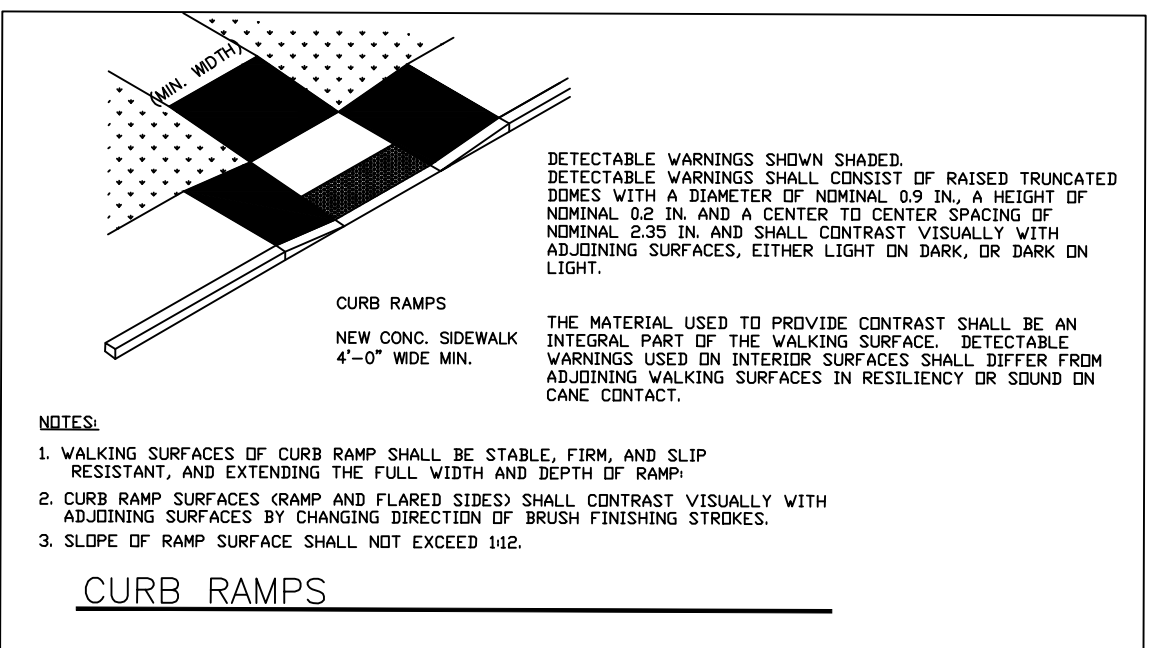 (MIN. WIDTH)
DETECTABLE WARNINGS SHOWN SHADED.
DETECTABLE WARNINGS SHALL CONSIST OF RAISED TRUNCATED
DOMES WITH A DIAMETER OF NOMINAL 0.9 IN., A HEIGHT OF
NOMINAL 0.2 IN. AND A CENTER TO CENTER SPACING OF
NOMINAL 2.35 IN. AND SHALL CONTRAST VISUALLY WITH
ADJOINING SURFACES, EITHER LIGHT ON DARK, OR DARK ON
LIGHT.
CURB RAMPS
NEW CONC. SIDEWALK
4'-0" WIDE MIN.
THE MATERIAL USED TO PROVIDE CONTRAST SHALL BE AN
INTEGRAL PART OF THE WALKING SURFACE. DETECTABLE
WARNINGS USED ON INTERIOR SURFACES SHALL DIFFER FROM
ADJOINING WALKING SURFACES IN RESILIENCY OR SOUND ON
CANE CONTACT.
NOTES:
1. WALKING SURFACES OF CURB RAMP SHALL BE STABLE, FIRM, AND SLIP
RESISTANT, AND EXTENDING THE FULL WIDTH AND DEPTH OF RAMP:
2. CURB RAMP SURFACES (RAMP AND FLARED SIDES) SHALL CONTRAST VISUALLY WITH
ADJOINING SURFACES BY CHANGING DIRECTION OF BRUSH FINISHING STROKES.
3. SLOPE OF RAMP SURFACE SHALL NOT EXCEED 1:12.
CURB RAMPS